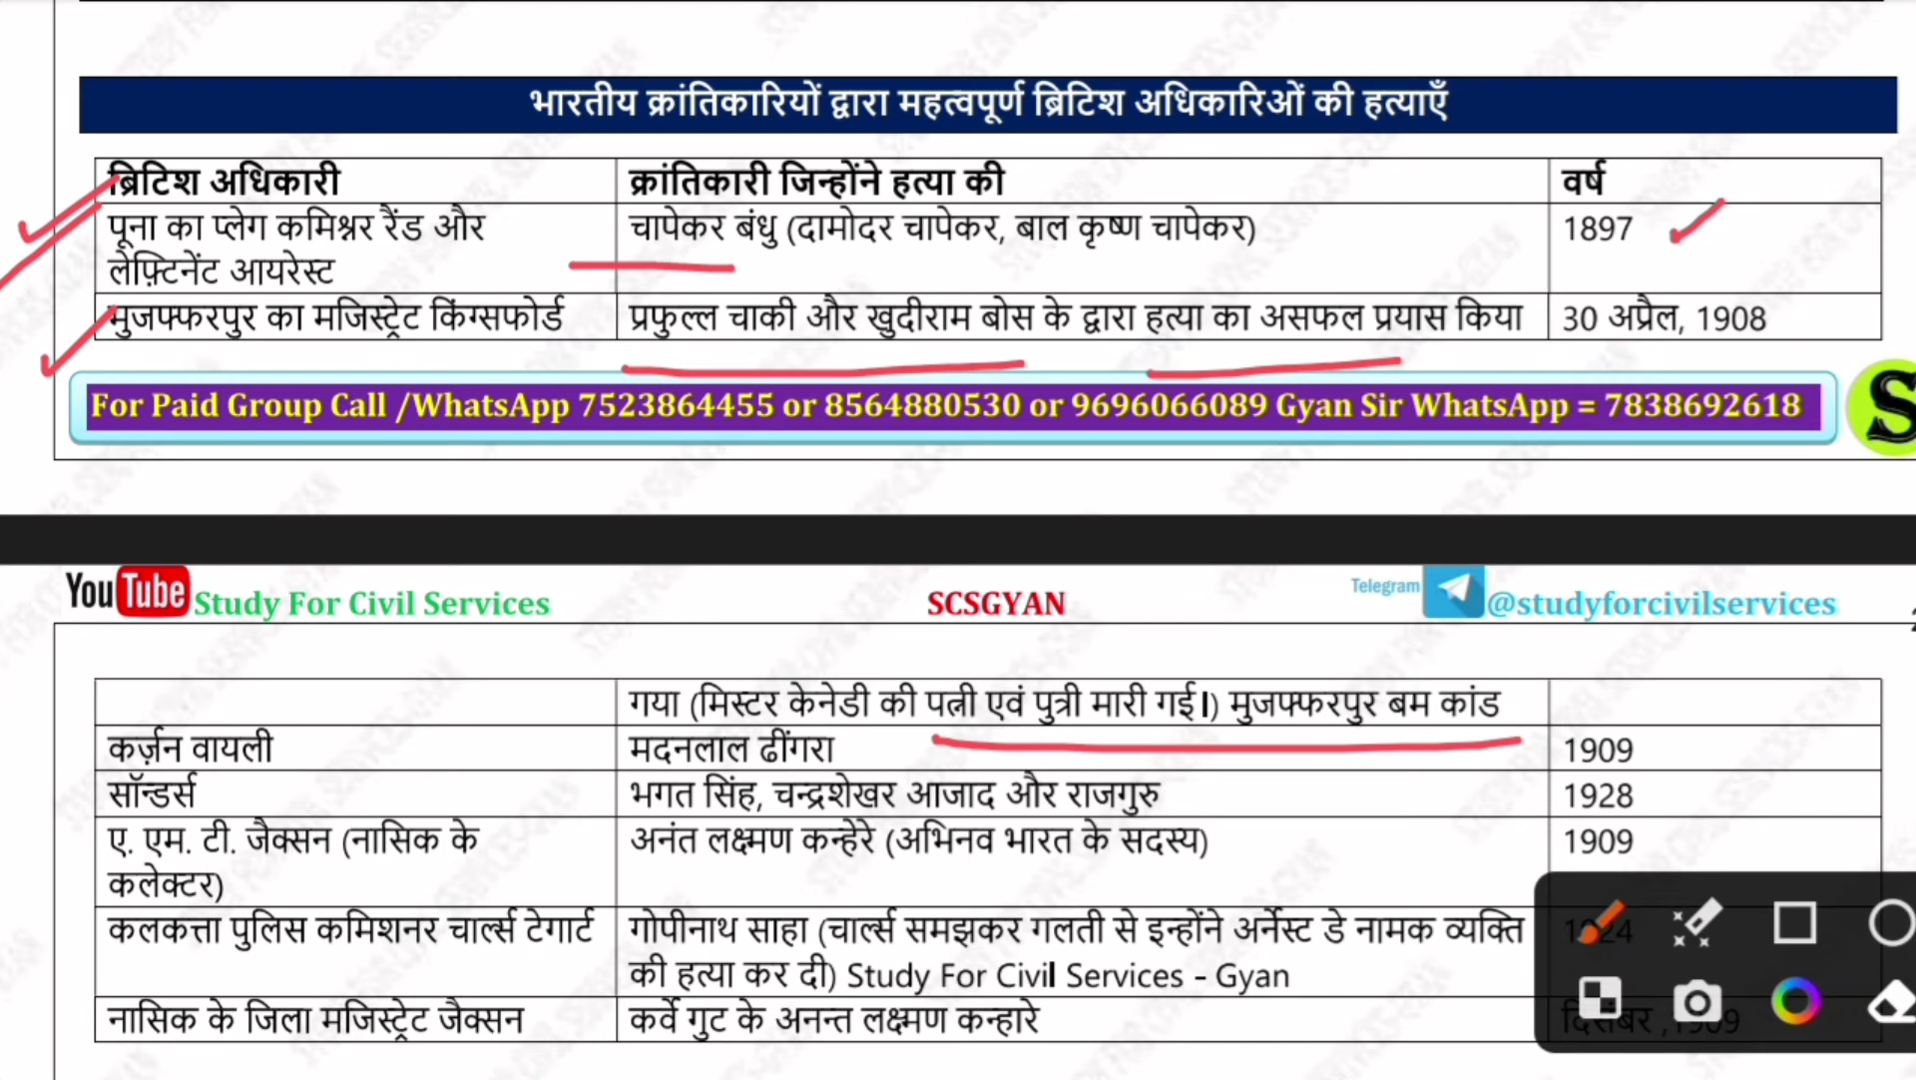 भारतीय क्रांतिकारियों द्वारा महत्वपूर्ण ब्रिटिश अधिकारिओं की हत्याएँ
ब्रिटिश अधिकारी क्रांतिकारी जिन्होंने हत्या की वर्ष
पूना का प्लेग कमिश्नर रैंड और चापेकर बंधु (दामोदर चापेकर, बाल कृष्ण चापेकर) 1897
लेफ़्टिनेंट आयरेस्ट
मुजफ्फरपुर का मजिस्ट्रेट किंग्सफोर्ड प्रफुल्ल चाकी और खुदीराम बोस के द्वारा हत्या का असफल प्रयास किया 30 अप्रैल, 1908
For Paid Group Call /WhatsApp 7523864455 or 8564880530 or 9696066089 Gyan Sir WhatsApp = 7838692618
S
YouTube Study For Civil Services SCSGYAN Telegram @studyforcivilservices
गया (मिस्टर केनेडी की पत्नी एवं पुत्री मारी गई।) मुजफ्फरपुर बम कांड
कर्ज़न वायली मदनलाल ढींगरा 1909
सॉन्डर्स भगत सिंह, चन्द्रशेखर आजाद और राजगुरु 1928
ए. एम. टी. जैक्सन (नासिक के अनंत लक्ष्मण कन्हेरे (अभिनव भारत के सदस्य) 1909
कलेक्टर)
कलकत्ता पुलिस कमिशनर चार्ल्स टेगार्ट गोपीनाथ साहा (चार्ल्स समझकर गलती से इन्होंने अर्नेस्ट डे नामक व्यक्ति 1924
की हत्या कर दी) Study For Civil Services - Gyan
नासिक के जिला मजिस्ट्रेट जैक्सन कर्वे गुट के अनन्त लक्ष्मण कन्हारे दिसंबर ,1909